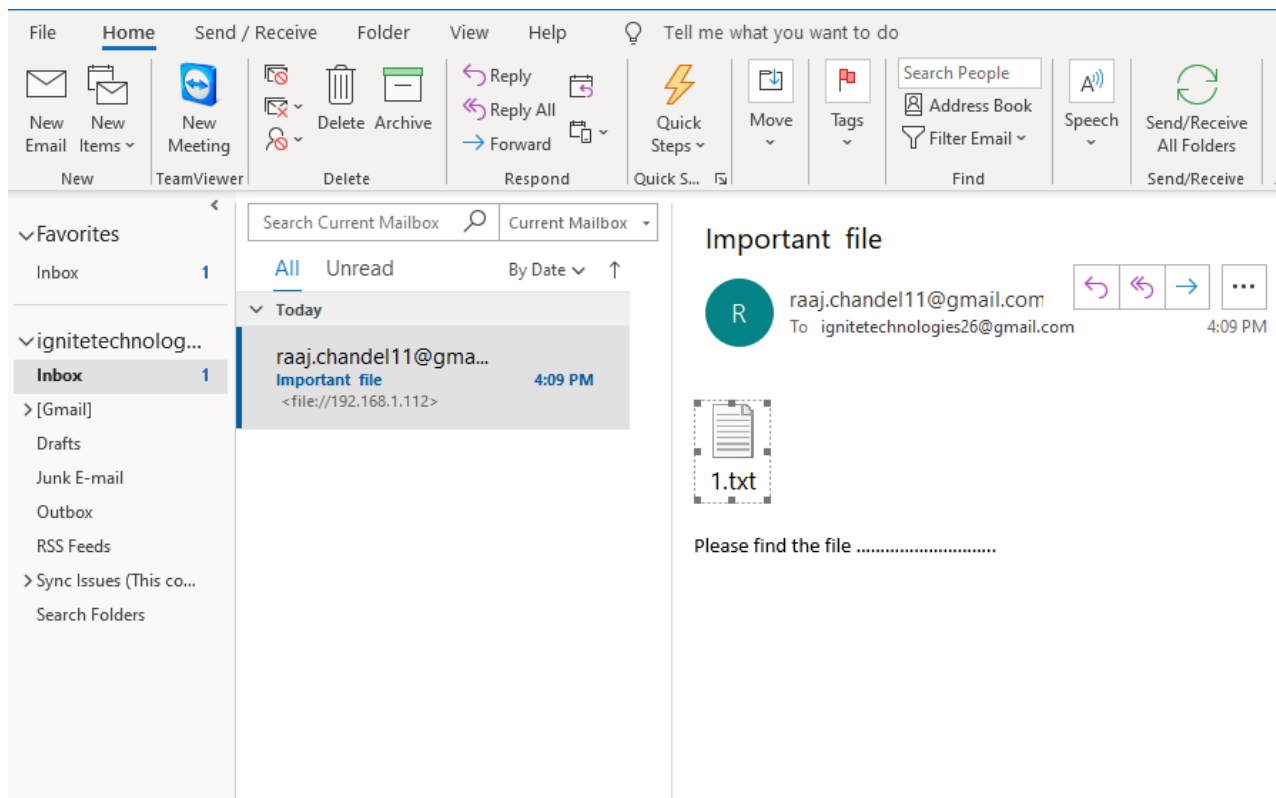 File Home Send / Receive Folder View Help Tell me what you want to do
New Email
New Items
New Meeting
Delete Archive
Reply
Reply All
Forward
Quick Steps
Move
Tags
Search People
Address Book
Filter Email
Speech
Send/Receive All Folders
New TeamViewer Delete Respond Quick S... Find Send/Receive
Favorites
Inbox 1
ignitetechnolog...
Inbox 1
[Gmail]
Drafts
Junk E-mail
Outbox
RSS Feeds
Sync Issues (This co...
Search Folders
Search Current Mailbox Current Mailbox
All Unread By Date
Today
raaj.chandel11@gma...
Important file 4:09 PM
<file://192.168.1.112>
Important file
R
raaj.chandel11@gmail.com
To ignitetechnologies26@gmail.com 4:09 PM
1.txt
Please find the file ............................